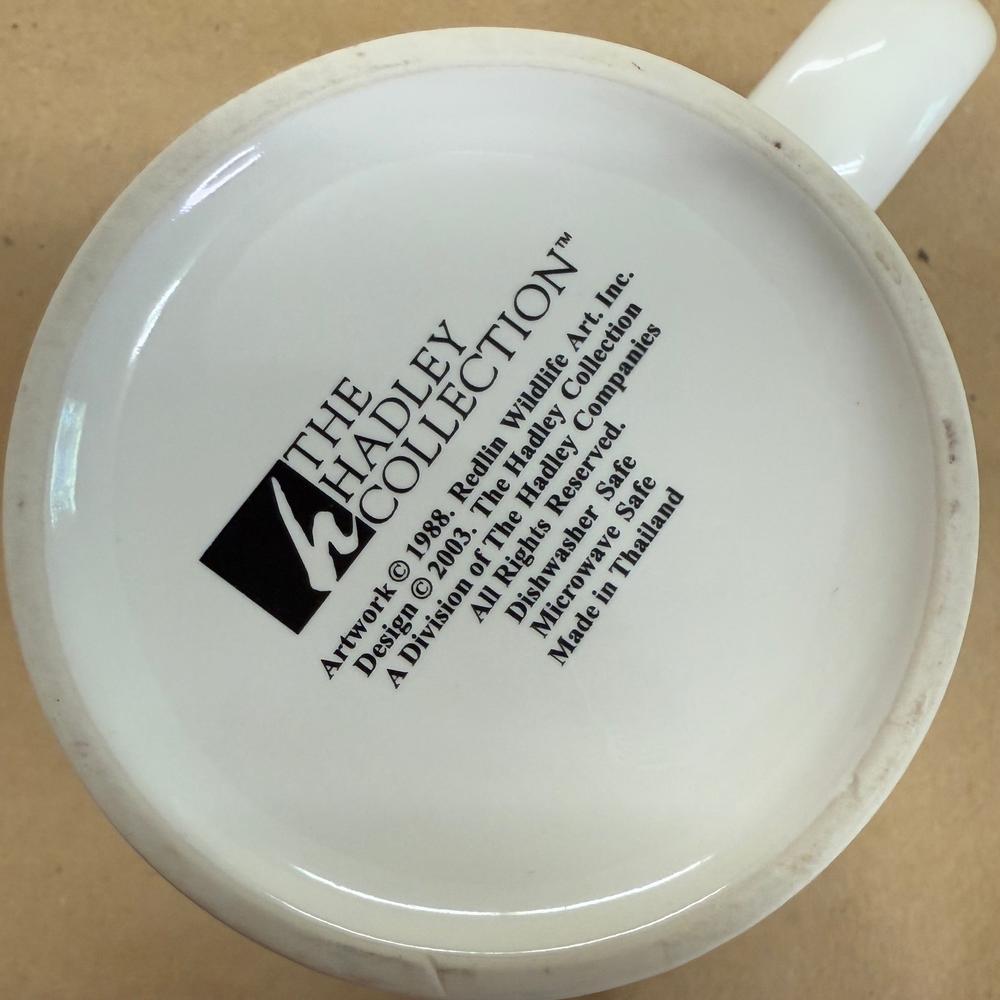 THE
HADLEY
COLLECTION™
h
Artwork © 1988. Redlin Wildlife Art. Inc.
Design © 2003. The Hadley Collection
A Division of The Hadley Companies
All Rights Reserved.
Dishwasher Safe
Microwave Safe
Made in Thailand